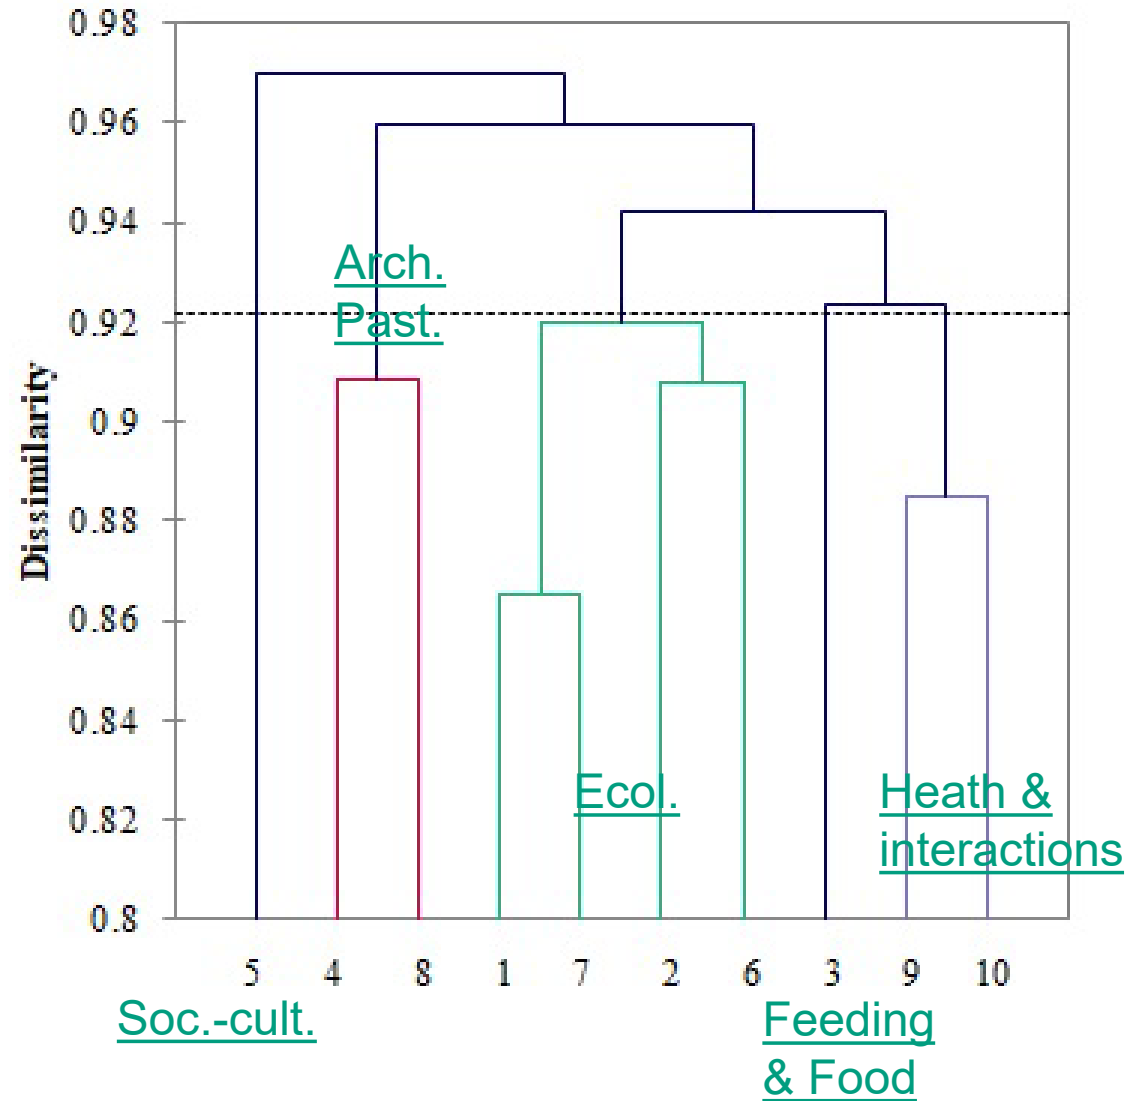 0.98
0.96
0.94
Arch.
Past.
0.92
Dissimilarity
0.9
0.88
0.86
0.84
Ecol.
Heath &
0.82
interactions
0.8
5 4 8 1 7 2 6 3 9 10
Soc.-cult.
Feeding
& Food